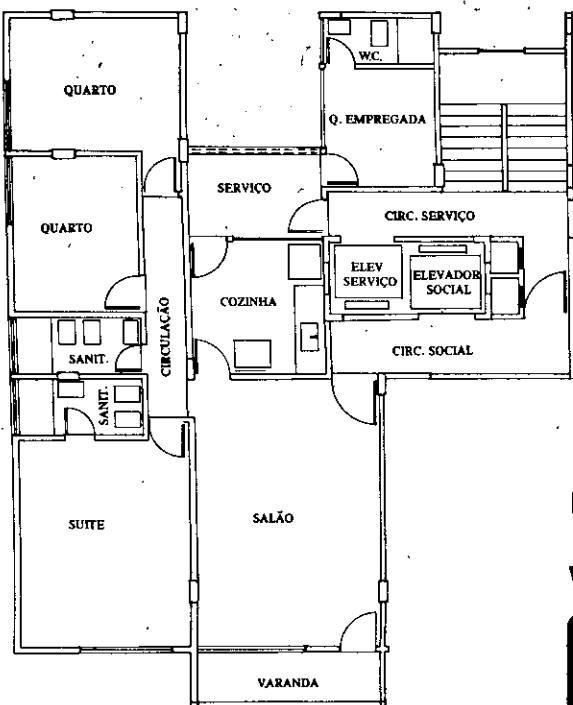 W.C.
QUARTO
Q. EMPREGADA
SERVIÇO
CIRC. SERVIÇO
QUARTO
ELEV
SERVIÇO
ELEVADOR
SOCIAL
COZINHA
CIRCULAÇÃO
CIRC. SOCIAL
SANIT.
SANIT.
SUITE
SALÃO
VARANDA